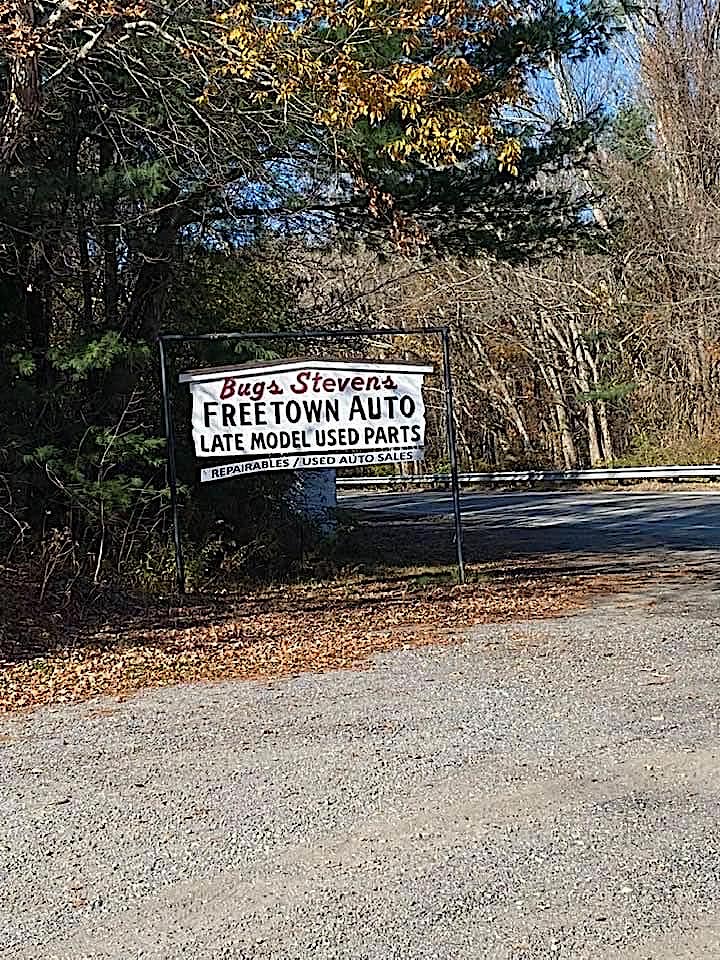 Bugs Stevens
FREETOWN AUTO
LATE MODEL USED PARTS
REPAIRABLES / USED AUTO SALES